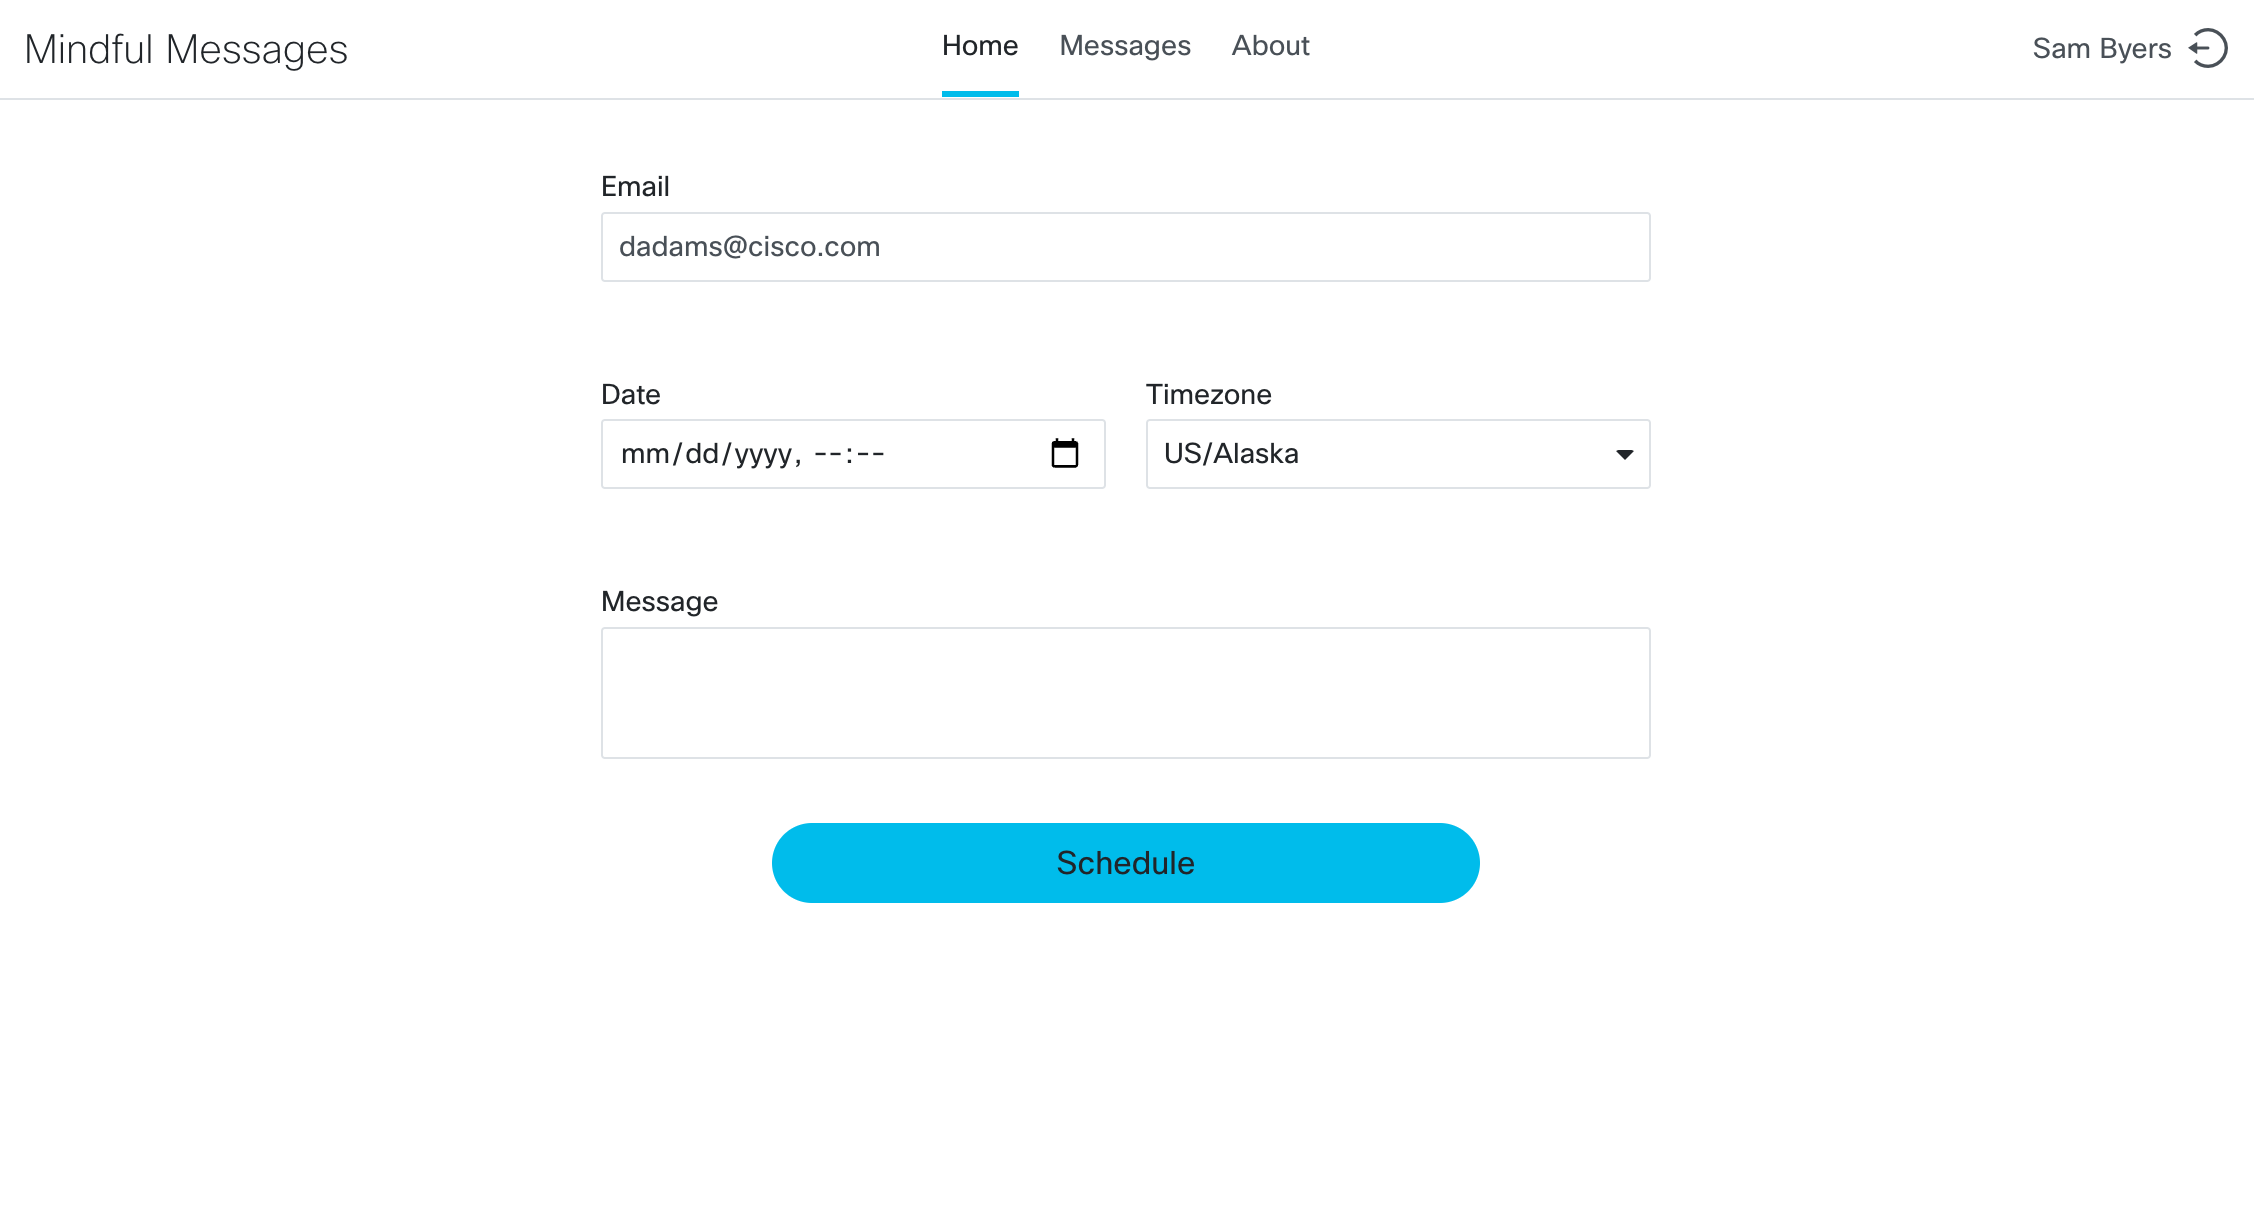 Mindful Messages
Home Messages About
Sam Byers
Email
dadams@cisco.com
Date Timezone
mm/dd/yyyy, --:-- US/Alaska
Message
Schedule